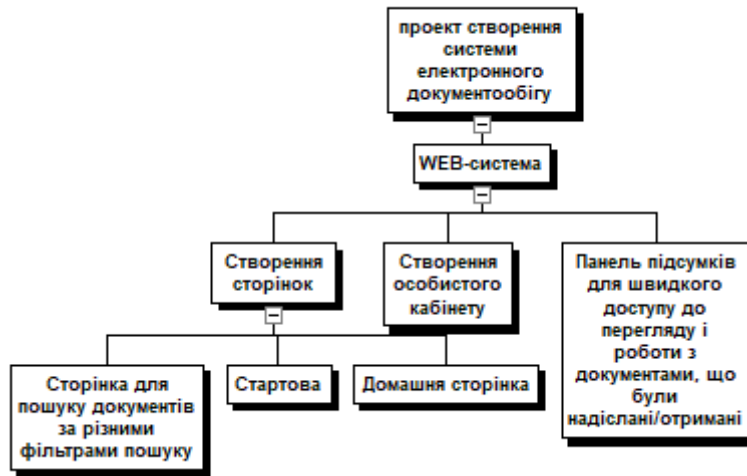 проект створення
системи
електронного
документообігу
WEB-система
Створення
сторінок
Створення
особистого
кабінету
Панель підсумків
для швидкого
доступу до
перегляду і
роботи з
документами, що
були
надіслані/отримані
Сторінка для
пошуку документів
за різними
фільтрами пошуку
Стартова
Домашня сторінка